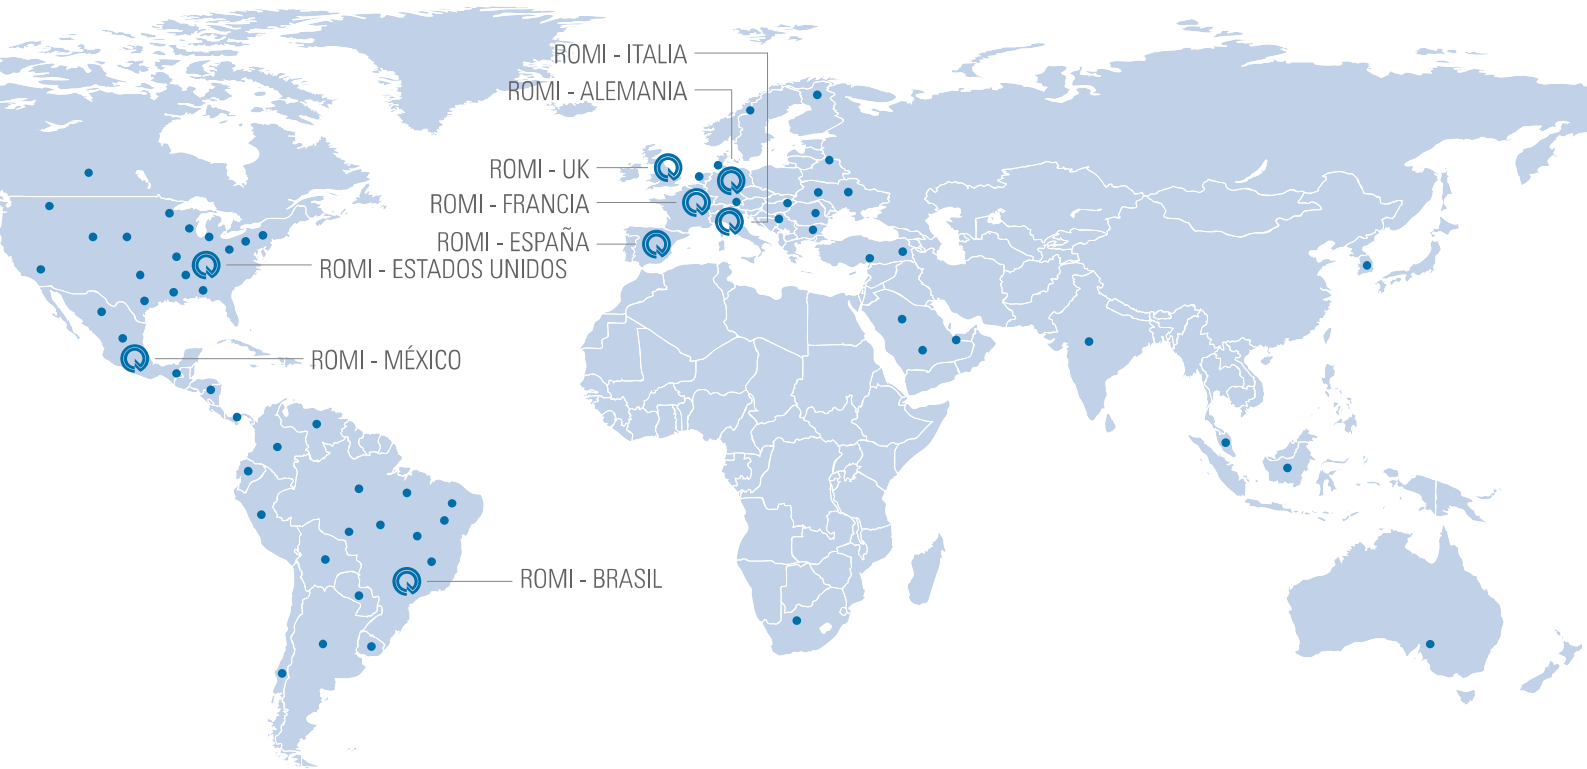 ROMI - ITALIA
ROMI - ALEMANIA
ROMI - UK
ROMI - FRANCIA
ROMI - ESPAÑA
ROMI - ESTADOS UNIDOS
ROMI - MÉXICO
ROMI - BRASIL